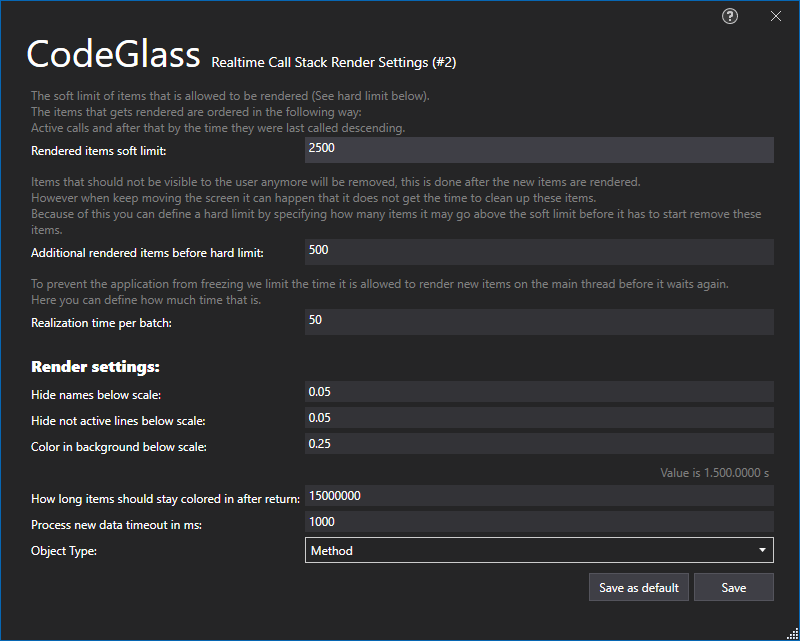 CodeGlass Realtime Call Stack Render Settings (#2)
The soft limit of items that is allowed to be rendered (See hard limit below).
The items that gets rendered are ordered in the following way:
Active calls and after that by the time they were last called descending.
Rendered items soft limit: 2500
Items that should not be visible to the user anymore will be removed, this is done after the new items are rendered.
However when keep moving the screen it can happen that it does not get the time to clean up these items.
Because of this you can define a hard limit by specifying how many items it may go above the soft limit before it has to start remove these
items.
Additional rendered items before hard limit: 500
To prevent the application from freezing we limit the time it is allowed to render new items on the main thread before it waits again.
Here you can define how much time that is.
Realization time per batch: 50
Render settings:
Hide names below scale: 0.05
Hide not active lines below scale: 0.05
Color in background below scale: 0.25
Value is 1.500.0000 s
How long items should stay colored in after return: 15000000
Process new data timeout in ms: 1000
Object Type: Method
Save as default Save